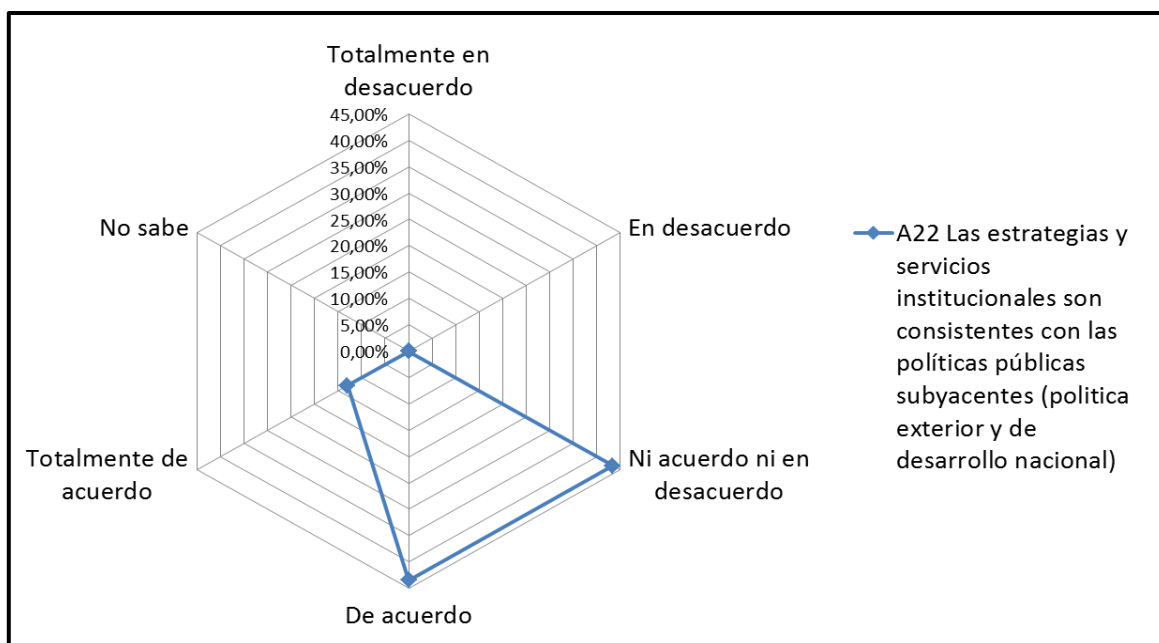 Totalmente en
desacuerdo
45,00%
40,00%
35,00%
30,00%
25,00%
20,00%
15,00%
10,00%
5,00%
0,00%
No sabe
En desacuerdo
A22 Las estrategias y
servicios
institucionales son
consistentes con las
políticas públicas
subyacentes (politica
exterior y de
desarrollo nacional)
Totalmente de
acuerdo
Ni acuerdo ni en
desacuerdo
De acuerdo